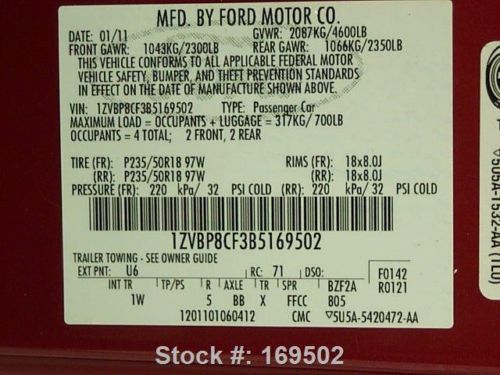 MFD. BY FORD MOTOR CO.
DATE: 01/11 GVWR: 2087KG/4600LB
FRONT GAWR: 1043KG/2300LB REAR GAWR: 1066KG/2350LB
THIS VEHICLE CONFORMS TO ALL APPLICABLE FEDERAL MOTOR
VEHICLE SAFETY, BUMPER, AND THEFT PREVENTION STANDARDS
IN EFFECT ON THE DATE OF MANUFACTURE SHOWN ABOVE.
VIN: 1ZVBP8CF3B5169502 TYPE: Passenger Car
MAXIMUM LOAD = OCCUPANTS + LUGGAGE = 317KG/700LB
OCCUPANTS = 4 TOTAL; 2 FRONT, 2 REAR
TIRE (FR): P235/50R18 97W RIMS (FR): 18x8.0J
(RR): P235/50R18 97W (RR): 18x8.0J
PRESSURE (FR): 220 kPa/ 32 PSI COLD (RR): 220 kPa/ 32 PSI COLD
1ZVBP8CF3B5169502
TRAILER TOWING - SEE OWNER GUIDE
EXT PNT: U6 RC: 71 DSO: F0142
INT TR TP/PS R AXLE TR SPR BZF2A R0121
1W 5 BB X FFCC 805
1201101060412 CMC ▽5U5A-5420472-AA
Stock #: 169502